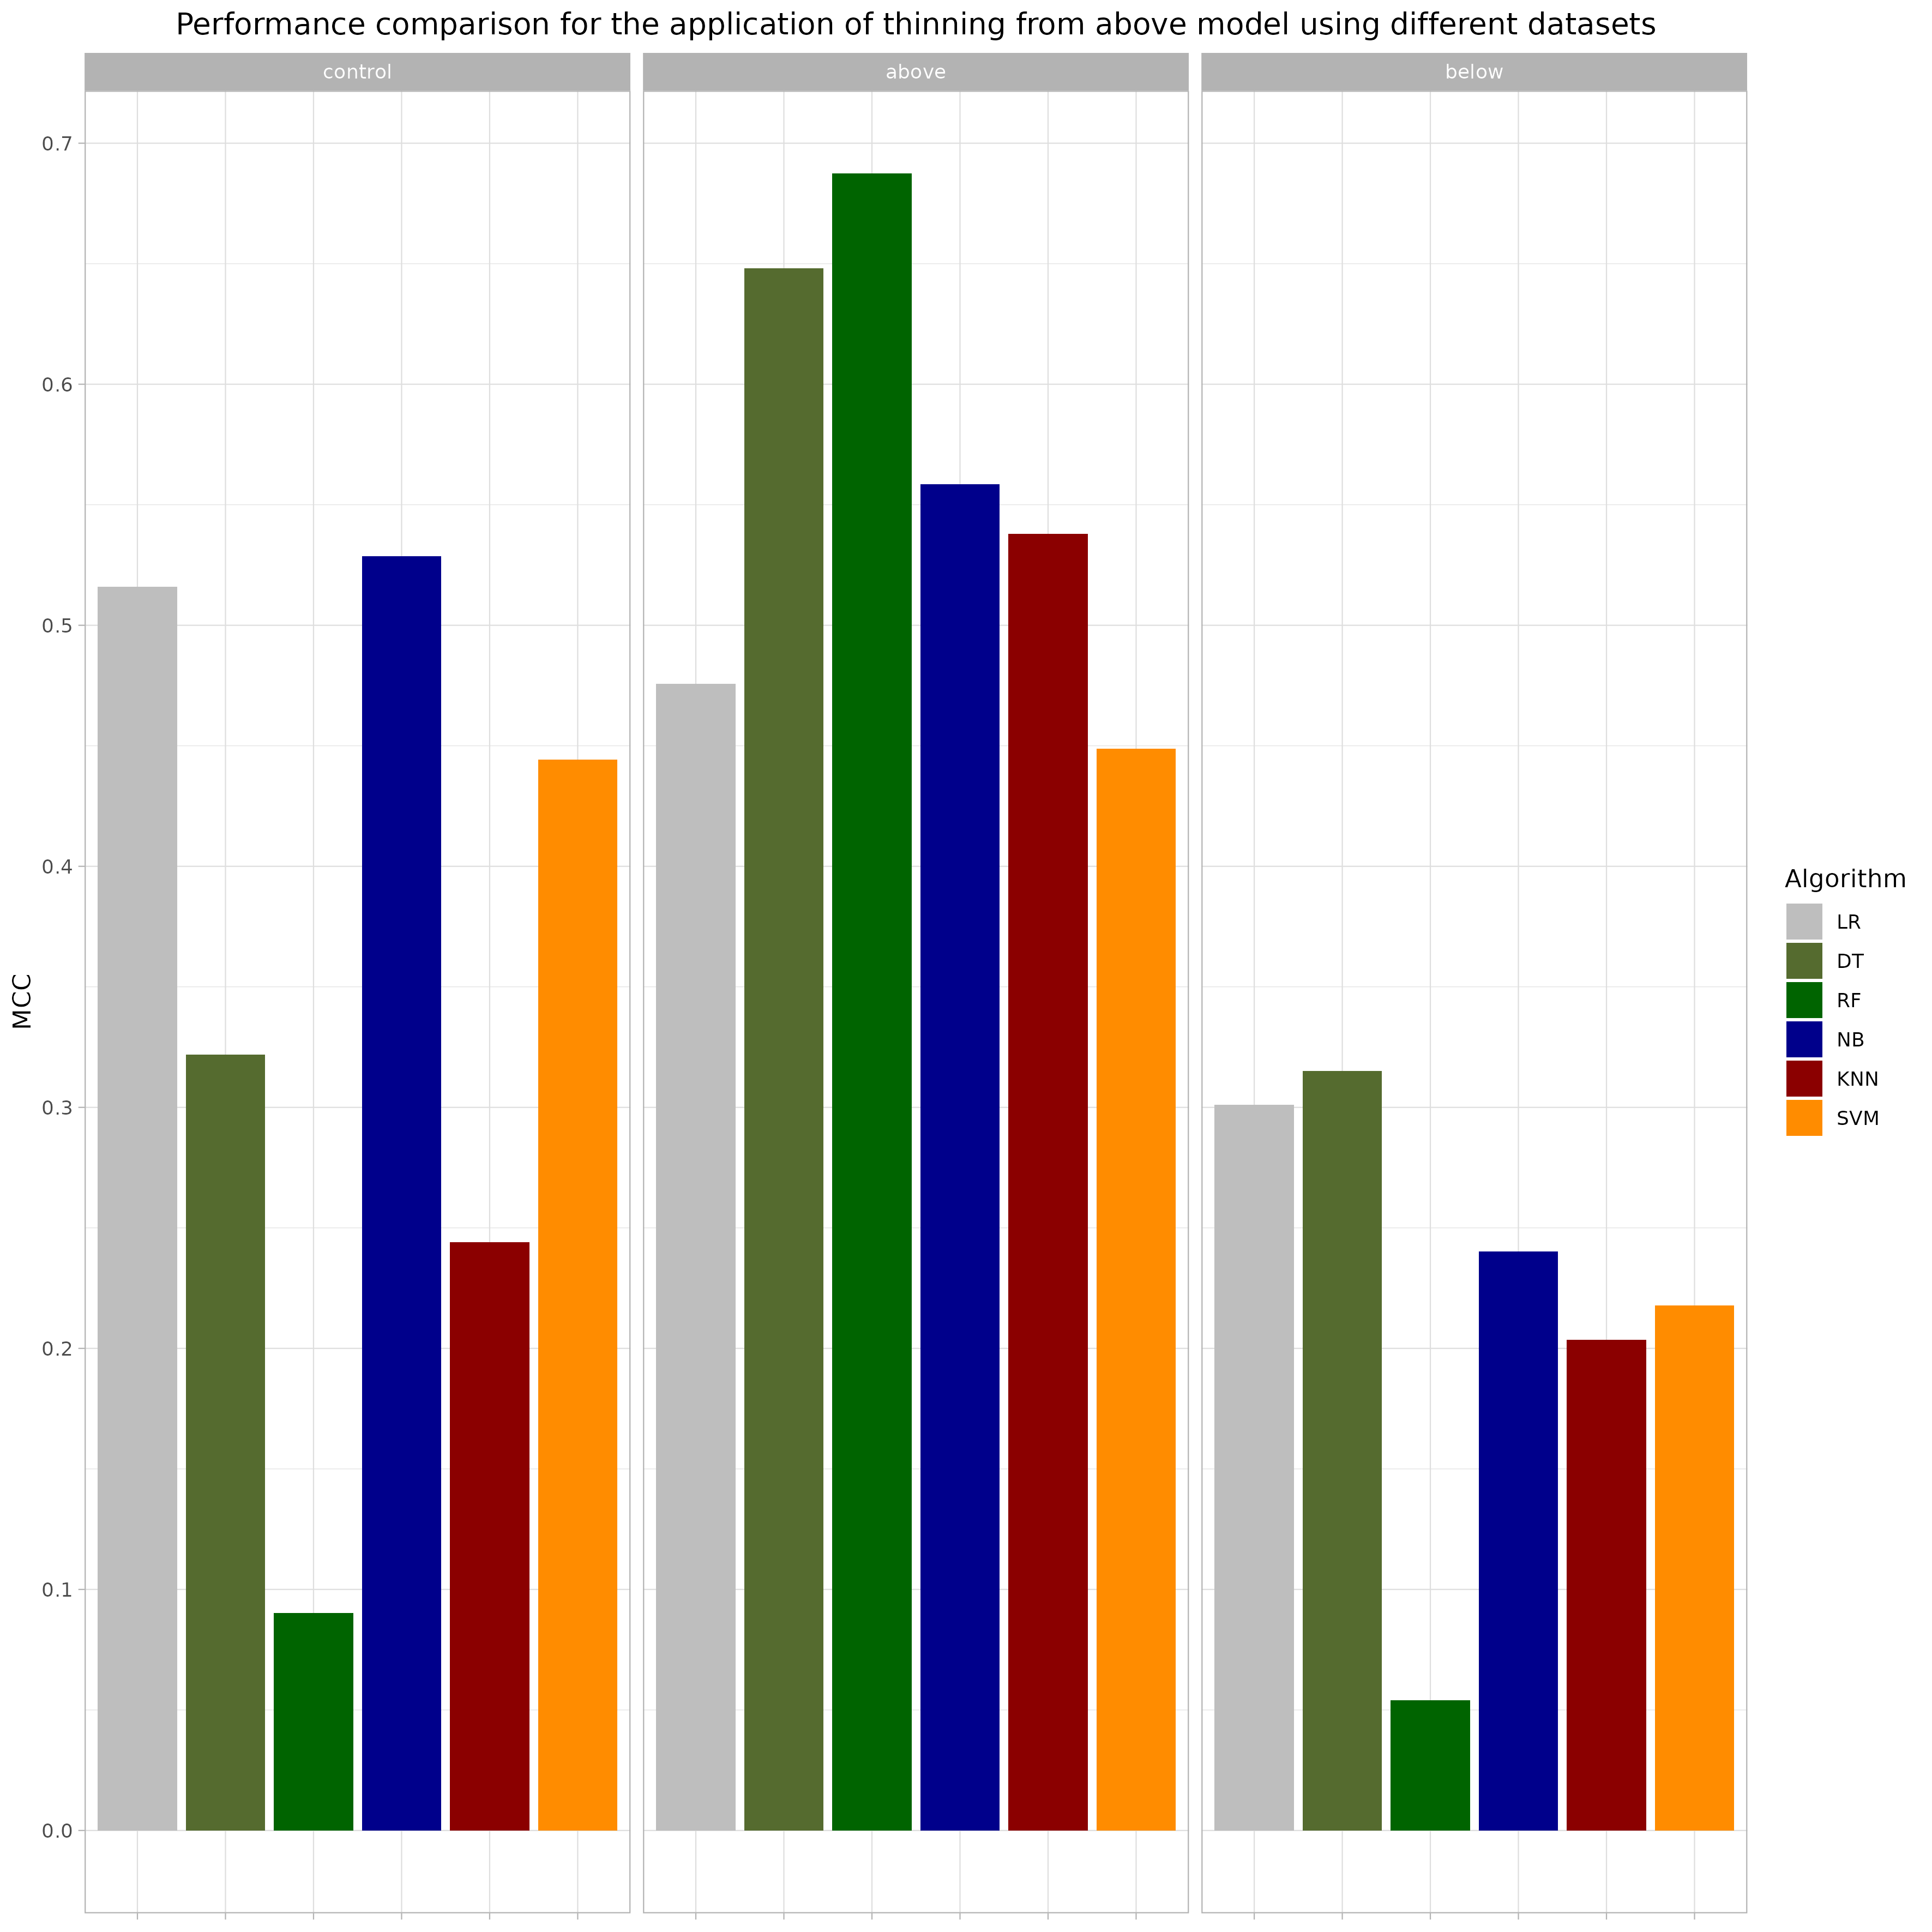 Performance comparison for the application of thinning from above model using different datasets
control
above
below
0.7
0.6
0.5
0.4
0.3
0.2
0.1
0.0
MCC
Algorithm
LR
DT
RF
NB
KNN
SVM